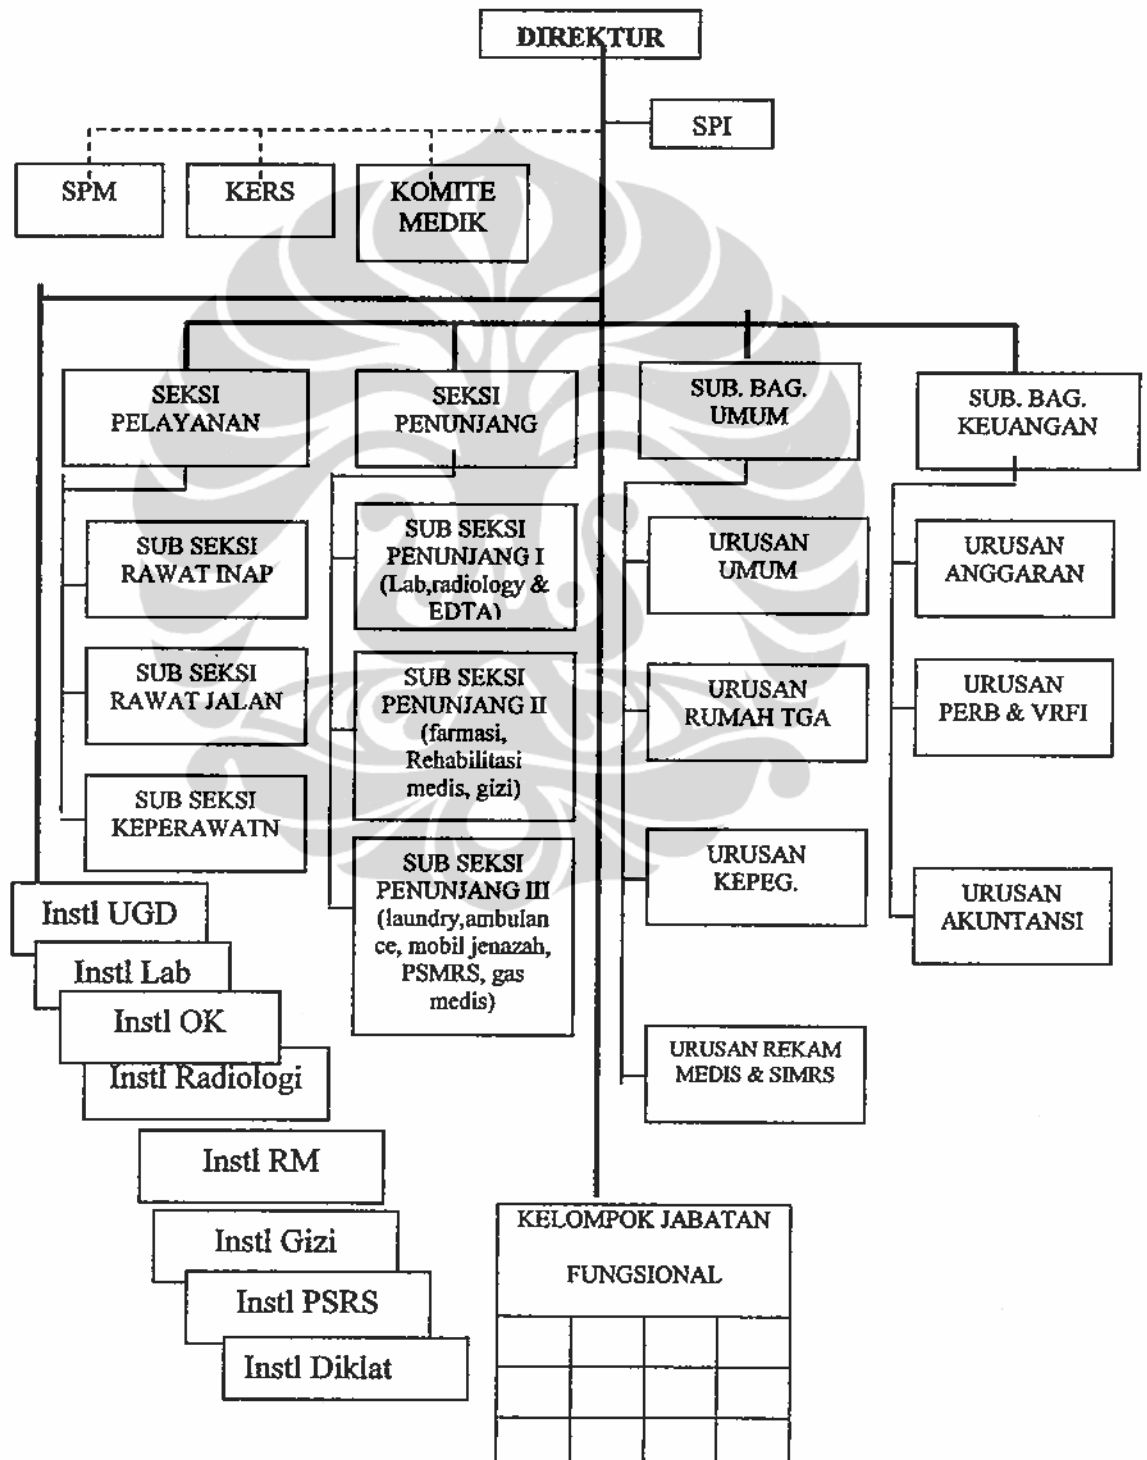 DIREKTUR
SPI
SPM
KERS
KOMITE
MEDIK
SEKSI
PELAYANAN
SEKSI
PENUNJANG
SUB. BAG.
UMUM
SUB. BAG.
KEUANGAN
SUB SEKSI
RAWAT INAP
SUB SEKSI
RAWAT JALAN
SUB SEKSI
KEPERAWATN
SUB SEKSI
PENUNJANG I
(Lab,radiology &
EDTA)
SUB SEKSI
PENUNJANG II
(farmasi,
Rehabilitasi
medis, gizi)
SUB SEKSI
PENUNJANG III
(laundry,ambulan
ce, mobil jenazah,
PSMRS, gas
medis)
URUSAN
UMUM
URUSAN
RUMAH TGA
URUSAN
KEPEG.
URUSAN REKAM
MEDIS & SIMRS
URUSAN
ANGGARAN
URUSAN
PERB & VRFI
URUSAN
AKUNTANSI
Instl UGD
Instl Lab
Instl OK
Instl Radiologi
Instl RM
Instl Gizi
Instl PSRS
Instl Diklat
KELOMPOK JABATAN
FUNGSIONAL